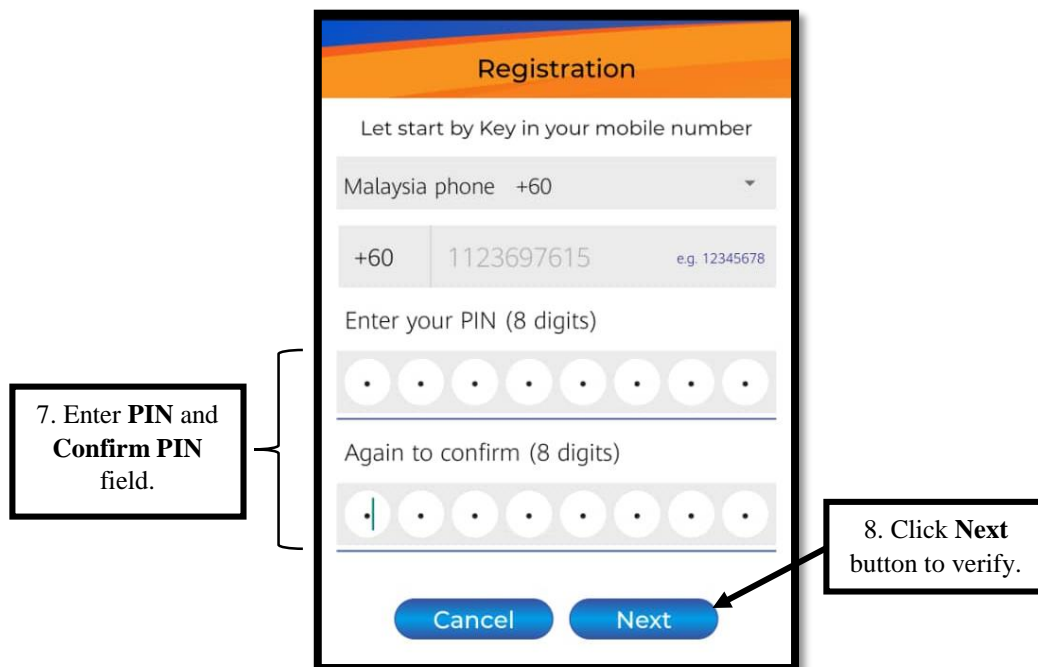 Registration
Let start by Key in your mobile number
Malaysia phone +60
+60 1123697615 e.g. 12345678
Enter your PIN (8 digits)
7. Enter PIN and
Confirm PIN
field.
Again to confirm (8 digits)
8. Click Next
button to verify.
Cancel Next